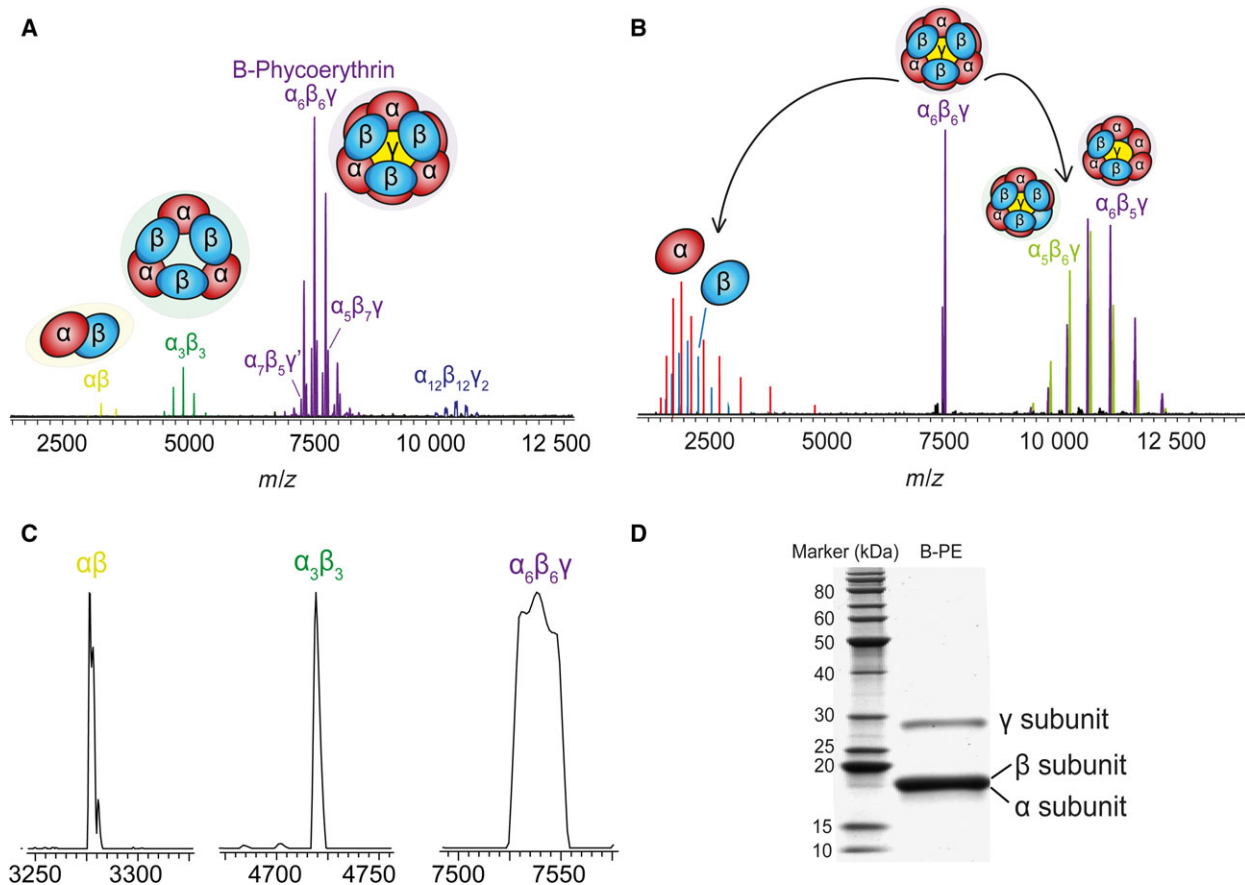 A
B-Phycoerythrin
α₆β₆γ
α
β
β
γ
α
α
β
α
β
β
α
α
β
α₅β₇γ
α
β
α₃β₃
α₇β₅γ'
α₁₂β₁₂γ₂
αβ
2500
5000
7500
10 000
12 500
m/z
B
α
β
β
γ
α
α
β
α₆β₆γ
α
α
β
γ
α
α
β
α
β
α
β
β
γ
α
β
α₆β₅γ
α₅β₆γ
2500
5000
7500
10 000
12 500
m/z
C
αβ
α₃β₃
α₆β₆γ
3250
3300
4700
4750
7500
7550
D
Marker (kDa)
B-PE
80
60
50
40
30
25
20
15
10
γ subunit
β subunit
α subunit